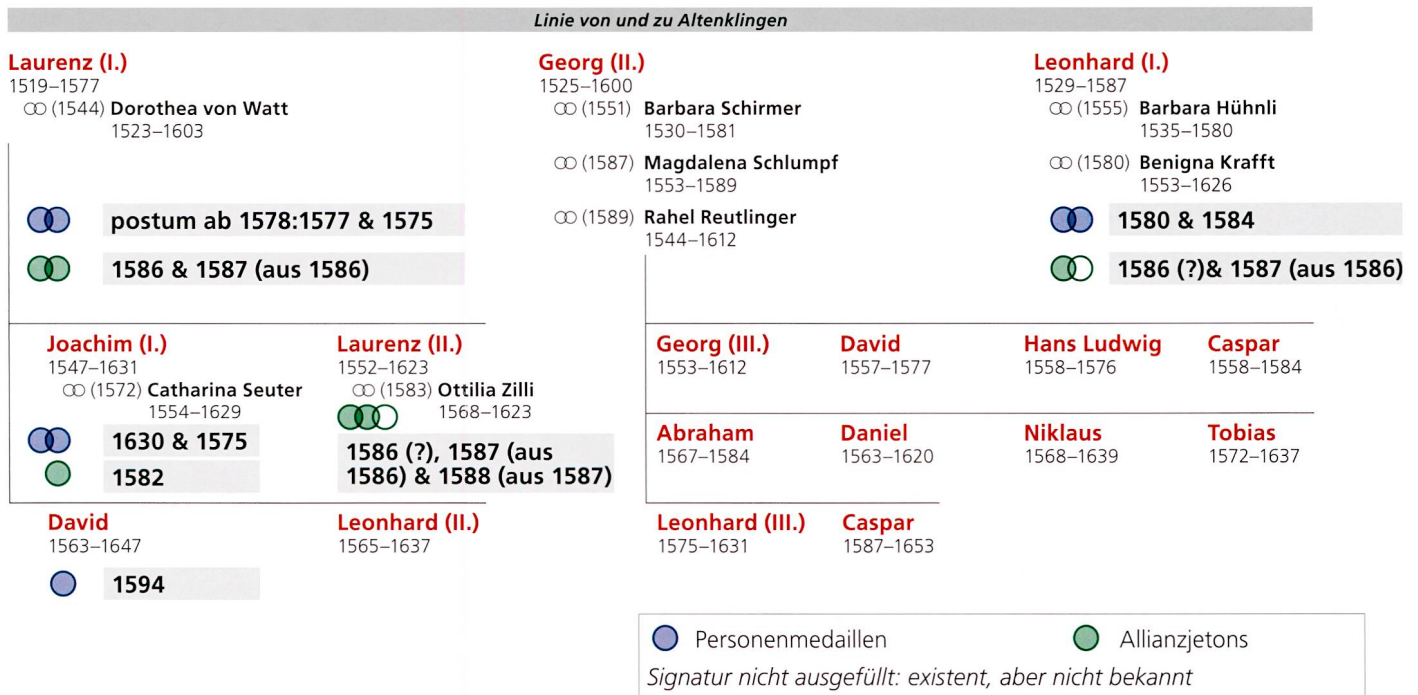 Linie von und zu Altenklingen
Laurenz (I.)
1519–1577
⚭ (1544) Dorothea von Watt
1523–1603
postum ab 1578:1577 & 1575
1586 & 1587 (aus 1586)
Georg (II.)
1525–1600
⚭ (1551) Barbara Schirmer
1530–1581
⚭ (1587) Magdalena Schlumpf
1553–1589
⚭ (1589) Rahel Reutlinger
1544–1612
Leonhard (I.)
1529–1587
⚭ (1555) Barbara Hühnli
1535–1580
⚭ (1580) Benigna Krafft
1553–1626
1580 & 1584
1586 (?)& 1587 (aus 1586)
Joachim (I.)
1547–1631
⚭ (1572) Catharina Seuter
1554–1629
1630 & 1575
1582
Laurenz (II.)
1552–1623
⚭ (1583) Ottilia Zilli
1568–1623
1586 (?), 1587 (aus
1586) & 1588 (aus 1587)
Georg (III.)
1553–1612
David
1557–1577
Hans Ludwig
1558–1576
Caspar
1558–1584
Abraham
1567–1584
Daniel
1563–1620
Niklaus
1568–1639
Tobias
1572–1637
David
1563–1647
1594
Leonhard (II.)
1565–1637
Leonhard (III.)
1575–1631
Caspar
1587–1653
Personenmedaillen
Allianzjetons
Signatur nicht ausgefüllt: existent, aber nicht bekannt